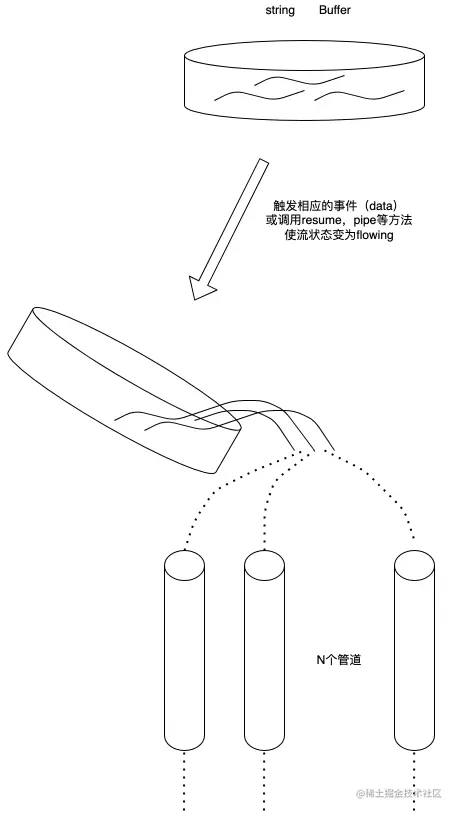 string Buffer
触发相应的事件（data）
或调用resume，pipe等方法
使流状态变为flowing
N个管道
@稀土掘金技术社区